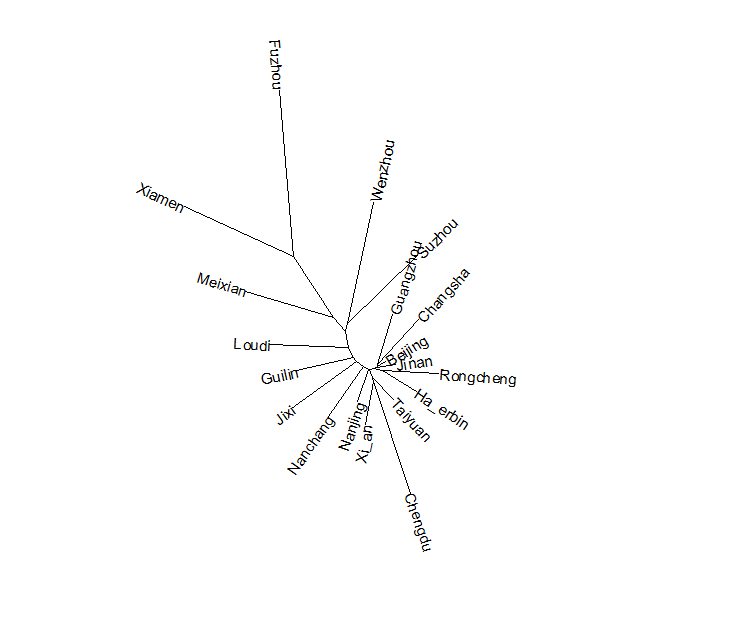 Fuzhou
Wenzhou
Xiamen
Suzhou
Guangzhou
Meixian
Changsha
Loudi
Beijing
Jinan
Guilin
Rongcheng
Jixi
Ha_erbin
Taiyuan
Nanchang
Nanjing
Xi_an
Chengdu